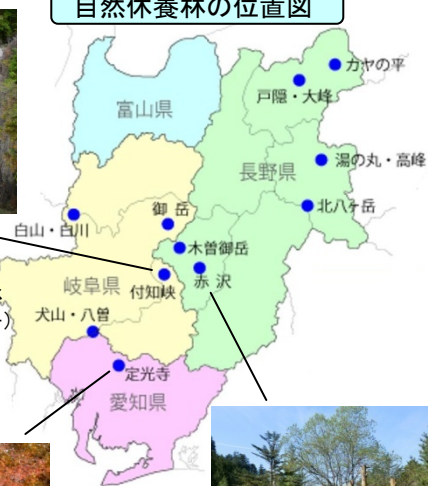 自然休養林の位置図
カヤの平
戸隠・大峰
富山県
湯の丸・高峰
長野県
北八ヶ岳
御 岳
白山・白川
木曽御岳
赤 沢
岐阜県
付知峡
犬山・八曽
定光寺
愛知県